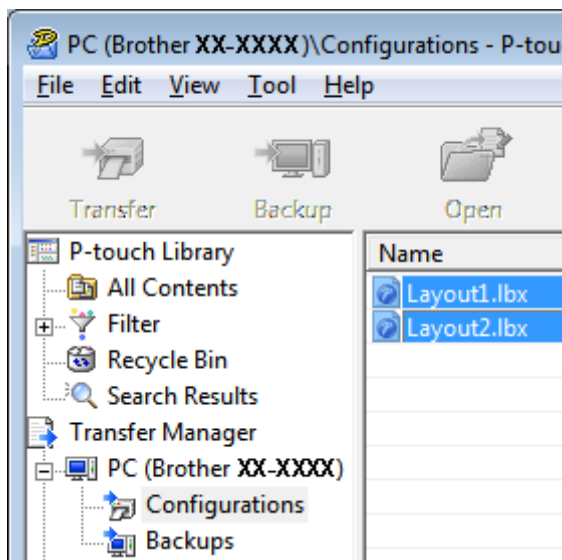 PC (Brother XX-XXXX)\Configurations - P-tou
File Edit View Tool Help
Transfer Backup Open
P-touch Library
All Contents
Filter
Recycle Bin
Search Results
Transfer Manager
PC (Brother XX-XXXX)
Configurations
Backups
Name
Layout1.lbx
Layout2.lbx